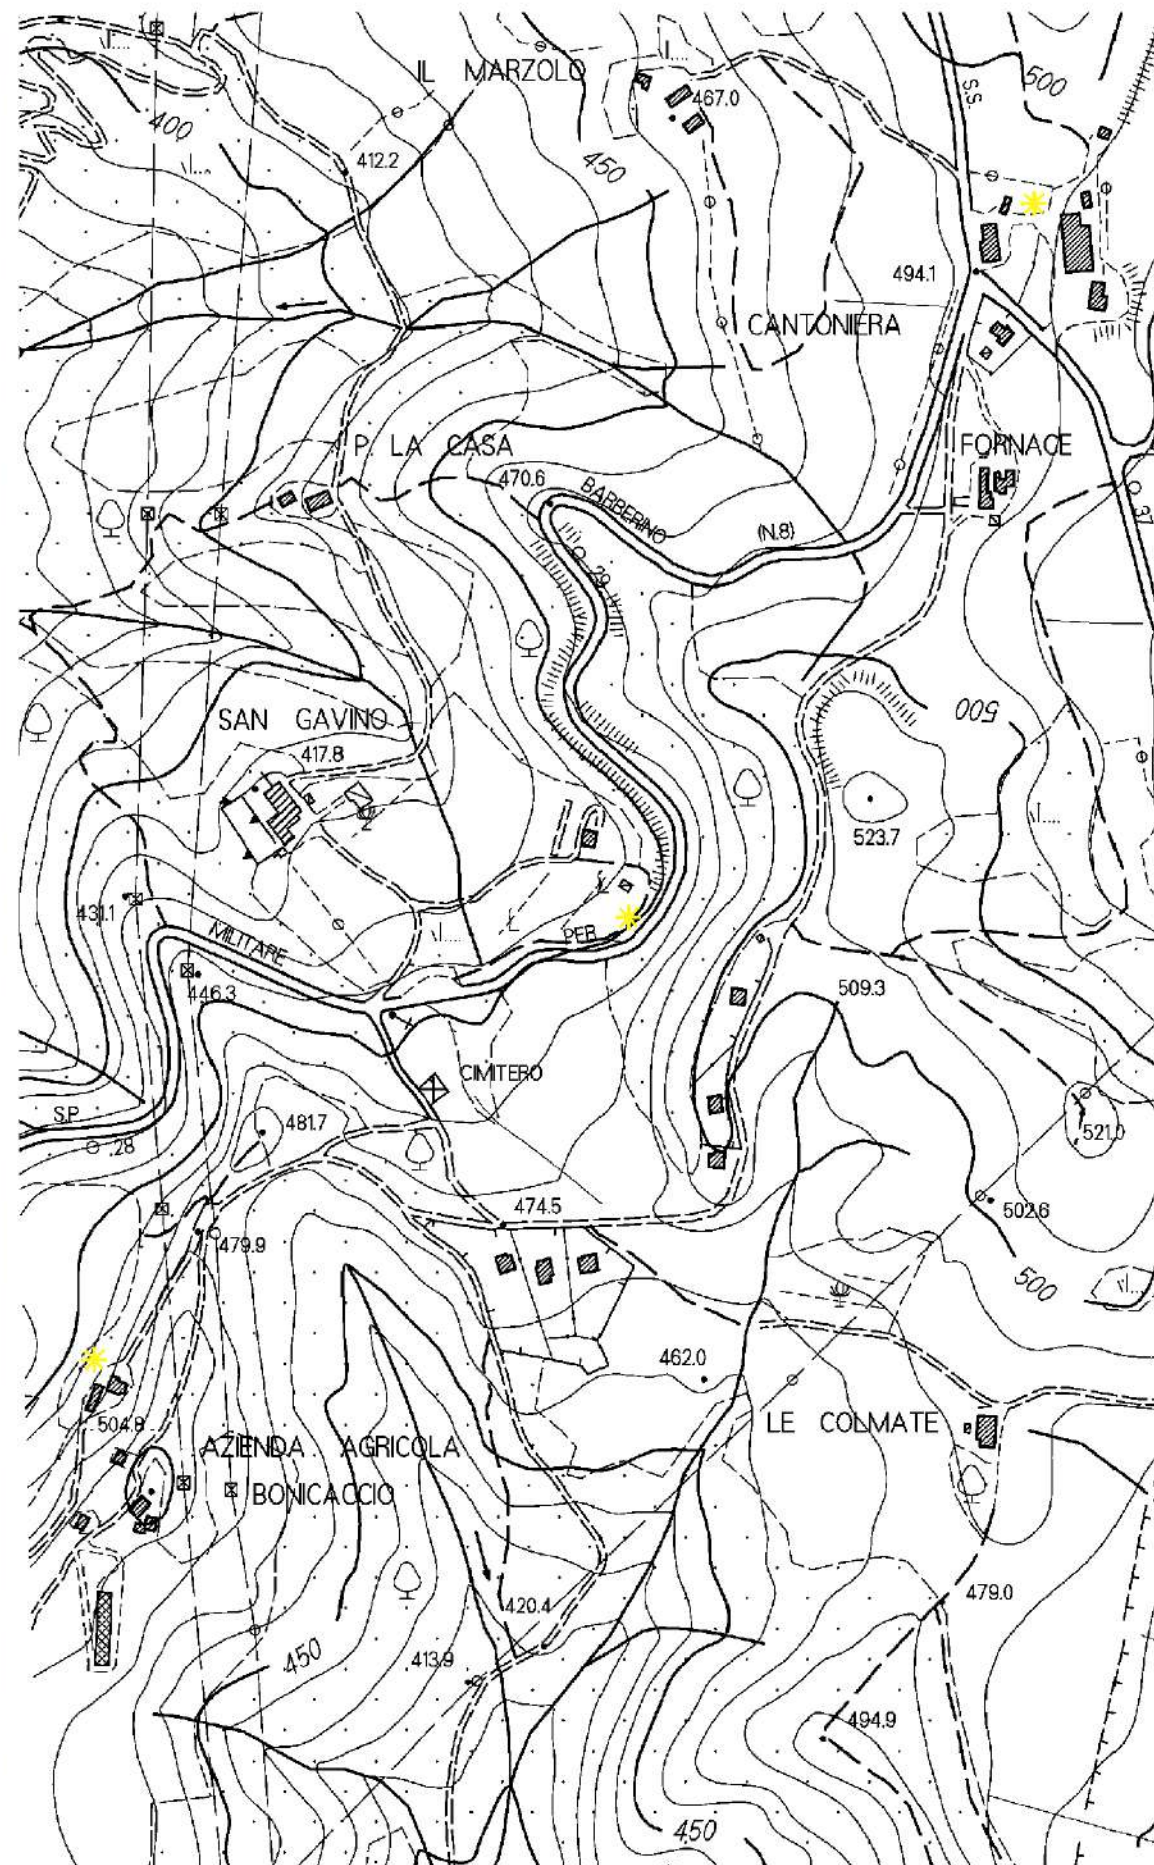 IL MARZOLO
S.S.
500
467.0
400
412.2
450
494.1
CANTONIERA
P. LA CASA
FORNACE
470.6
BARBERINO
(N.8)
37
29
SAN GAVINO
500
417.8
523.7
431.1
MILITARE
PER
446.3
509.3
CIMITERO
S.P.
481.7
521.0
.28
474.5
502.6
479.9
500
462.0
504.8
LE COLMATE
AZIENDA AGRICOLA
BONICACCIO
479.0
420.4
450
413.9
494.9
450